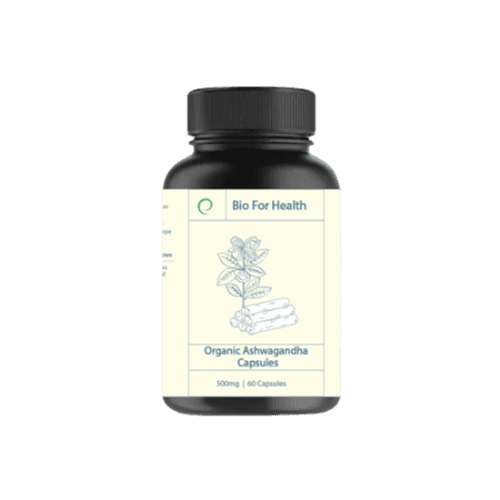 Bio For Health
Organic Ashwagandha
Capsules
500mg | 60 Capsules